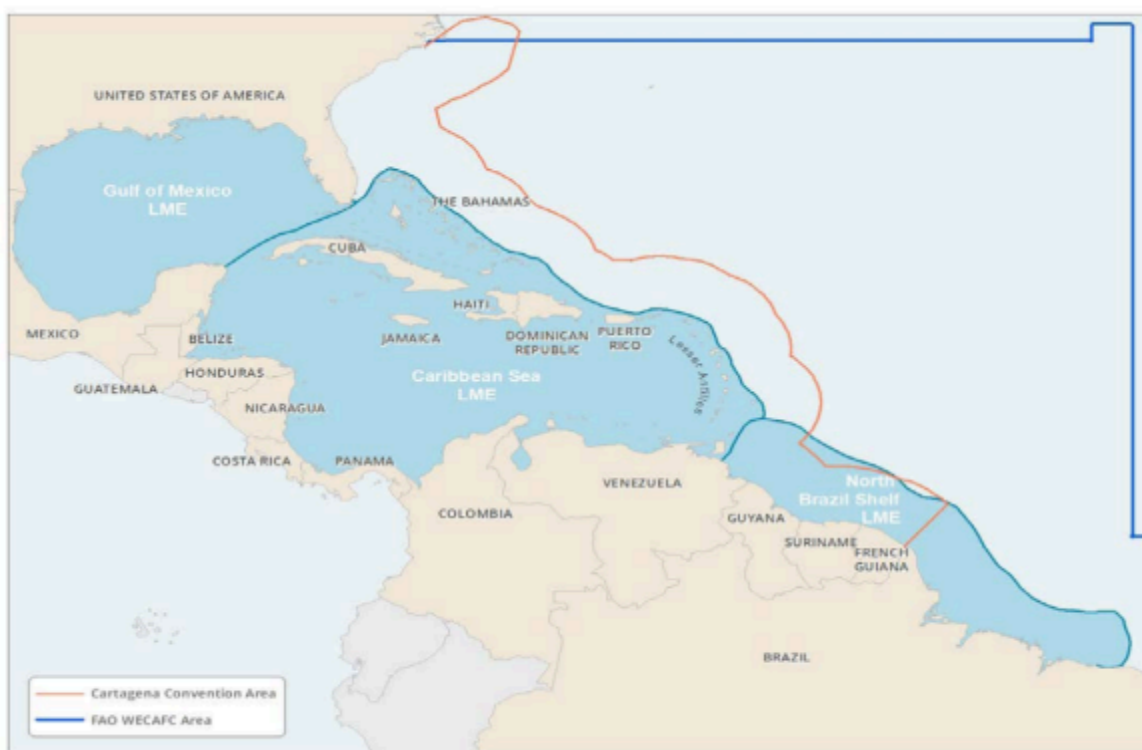 UNITED STATES OF AMERICA
Gulf of Mexico
LME
THE BAHAMAS
CUBA
MEXICO
BELIZE
HAITI
JAMAICA
DOMINICAN
REPUBLIC
PUERTO
RICO
Lesser Antilles
GUATEMALA
HONDURAS
Caribbean Sea
LME
NICARAGUA
COSTA RICA
PANAMA
VENEZUELA
COLOMBIA
North
Brazil Shelf
LME
GUYANA
SURINAME
FRENCH
GUIANA
BRAZIL
Cartagena Convention Area
FAO WECAFC Area